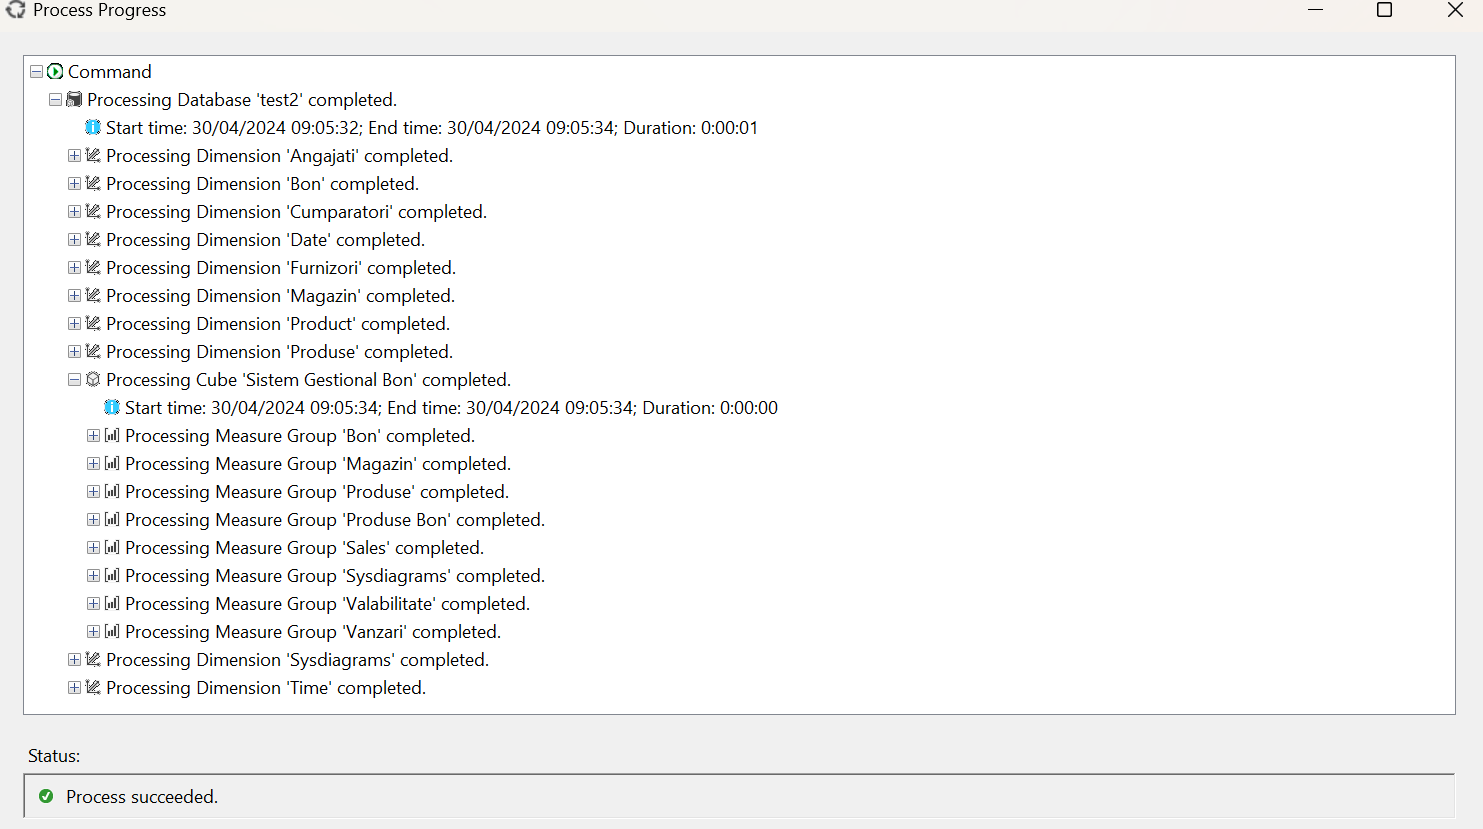 Process Progress
Command
Processing Database 'test2' completed.
Start time: 30/04/2024 09:05:32; End time: 30/04/2024 09:05:34; Duration: 0:00:01
Processing Dimension 'Angajati' completed.
Processing Dimension 'Bon' completed.
Processing Dimension 'Cumparatori' completed.
Processing Dimension 'Date' completed.
Processing Dimension 'Furnizori' completed.
Processing Dimension 'Magazin' completed.
Processing Dimension 'Product' completed.
Processing Dimension 'Produse' completed.
Processing Cube 'Sistem Gestional Bon' completed.
Start time: 30/04/2024 09:05:34; End time: 30/04/2024 09:05:34; Duration: 0:00:00
Processing Measure Group 'Bon' completed.
Processing Measure Group 'Magazin' completed.
Processing Measure Group 'Produse' completed.
Processing Measure Group 'Produse Bon' completed.
Processing Measure Group 'Sales' completed.
Processing Measure Group 'Sysdiagrams' completed.
Processing Measure Group 'Valabilitate' completed.
Processing Measure Group 'Vanzari' completed.
Processing Dimension 'Sysdiagrams' completed.
Processing Dimension 'Time' completed.
Status:
Process succeeded.